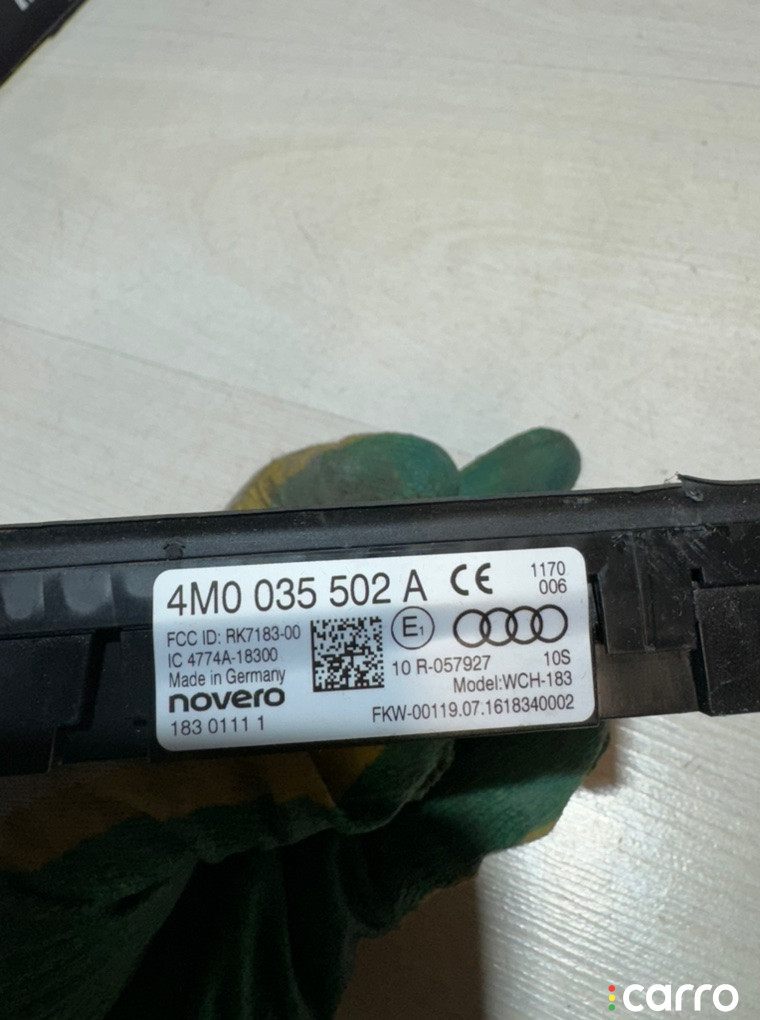 4M0 035 502 A CE 1170
006
FCC ID: RK7183-00
IC 4774A-18300
Made in Germany
novero
183 0111 1
E1
10 R-057927 10S
Model:WCH-183
FKW-00119.07.1618340002
carro